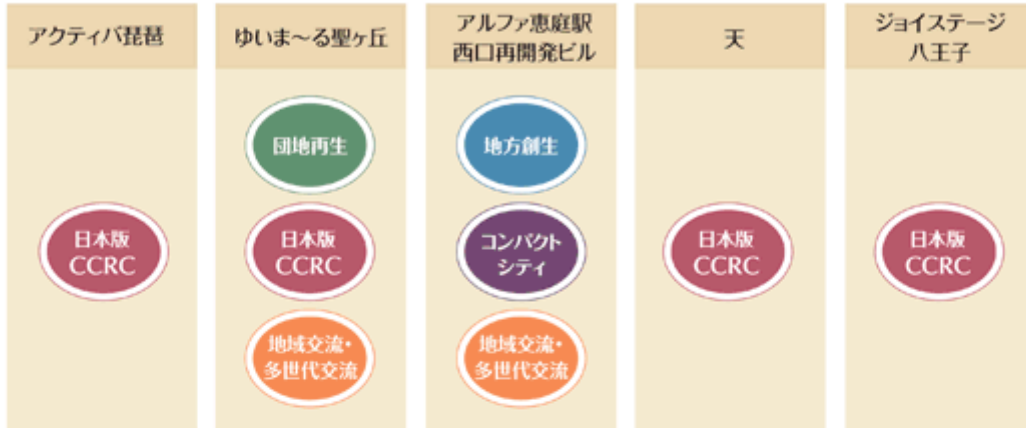 アクティバ琵琶
日本版
CCRC
ゆいま～る聖ヶ丘
団地再生
日本版
CCRC
地域交流・
多世代交流
アルファ恵庭駅
西口再開発ビル
地方創生
コンパクト
シティ
地域交流・
多世代交流
天
日本版
CCRC
ジョイステージ
八王子
日本版
CCRC